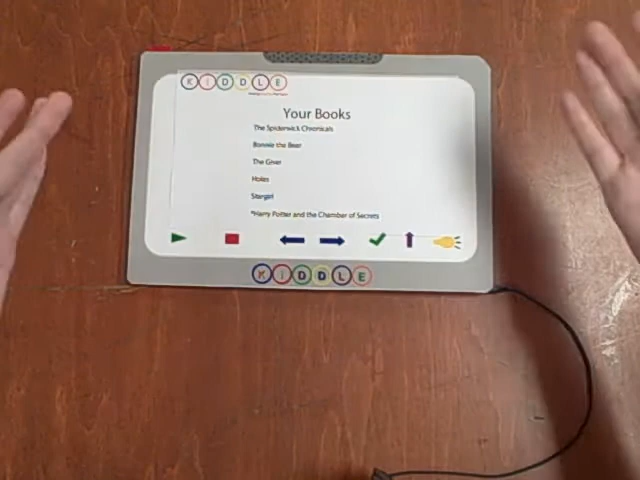 KIDDLE
Your Books
The Spiderwick Chronicals
Bonnie the Bear
The Giver
Holes
Stargirl
*Harry Potter and the Chamber of Secrets
KIDDLE